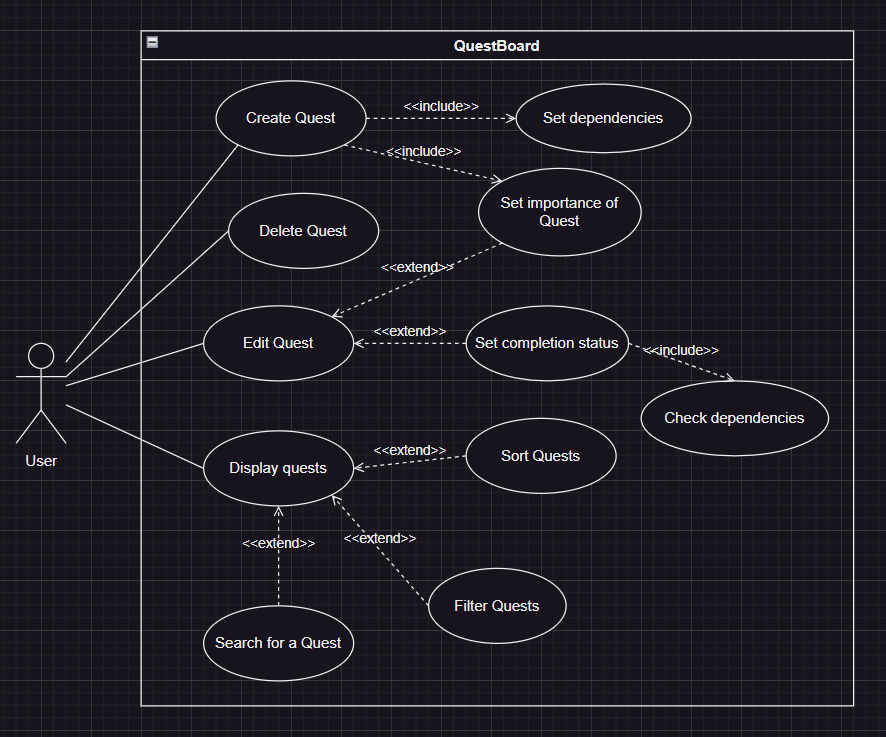 QuestBoard
Create Quest
<<include>>
Set dependencies
<<include>>
Set importance of
Quest
Delete Quest
<<extend>>
Edit Quest
<<extend>>
Set completion status
<<include>>
Check dependencies
User
Display quests
<<extend>>
Sort Quests
<<extend>>
<<extend>>
Filter Quests
Search for a Quest